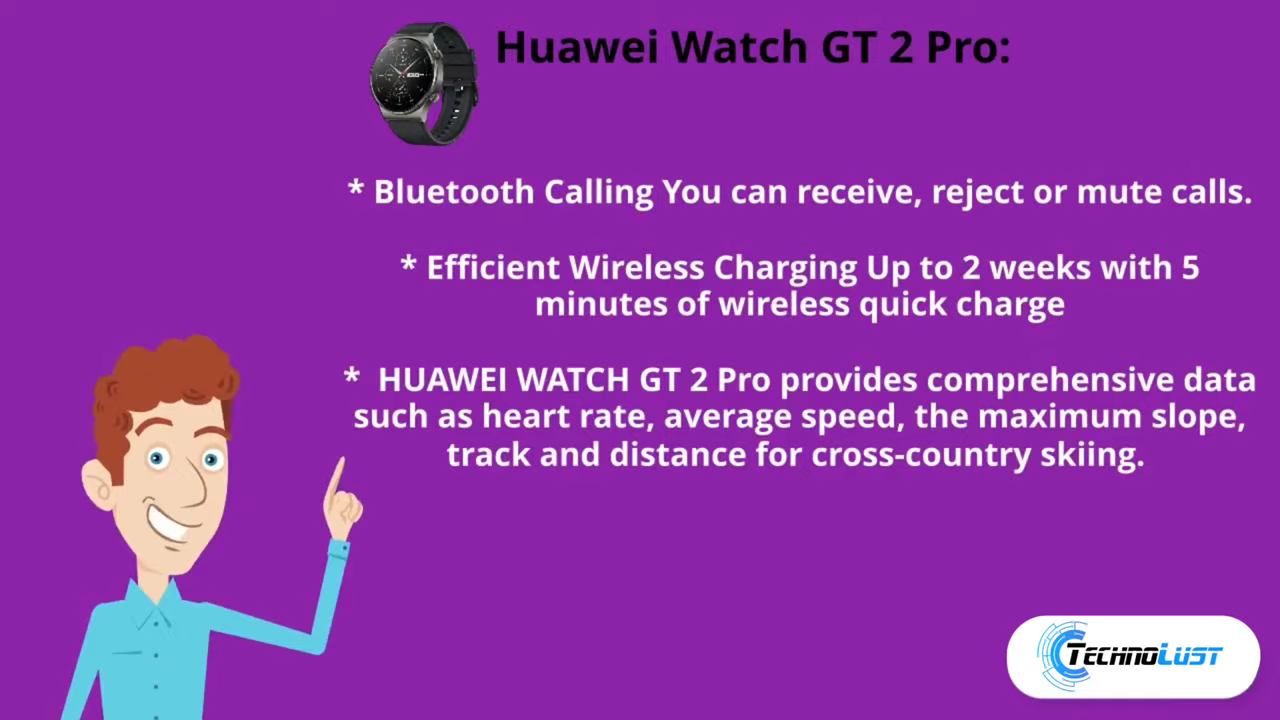 Huawei Watch GT 2 Pro:
* Bluetooth Calling You can receive, reject or mute calls.
* Efficient Wireless Charging Up to 2 weeks with 5
minutes of wireless quick charge
* HUAWEI WATCH GT 2 Pro provides comprehensive data
such as heart rate, average speed, the maximum slope,
track and distance for cross-country skiing.
TECHNOLUST